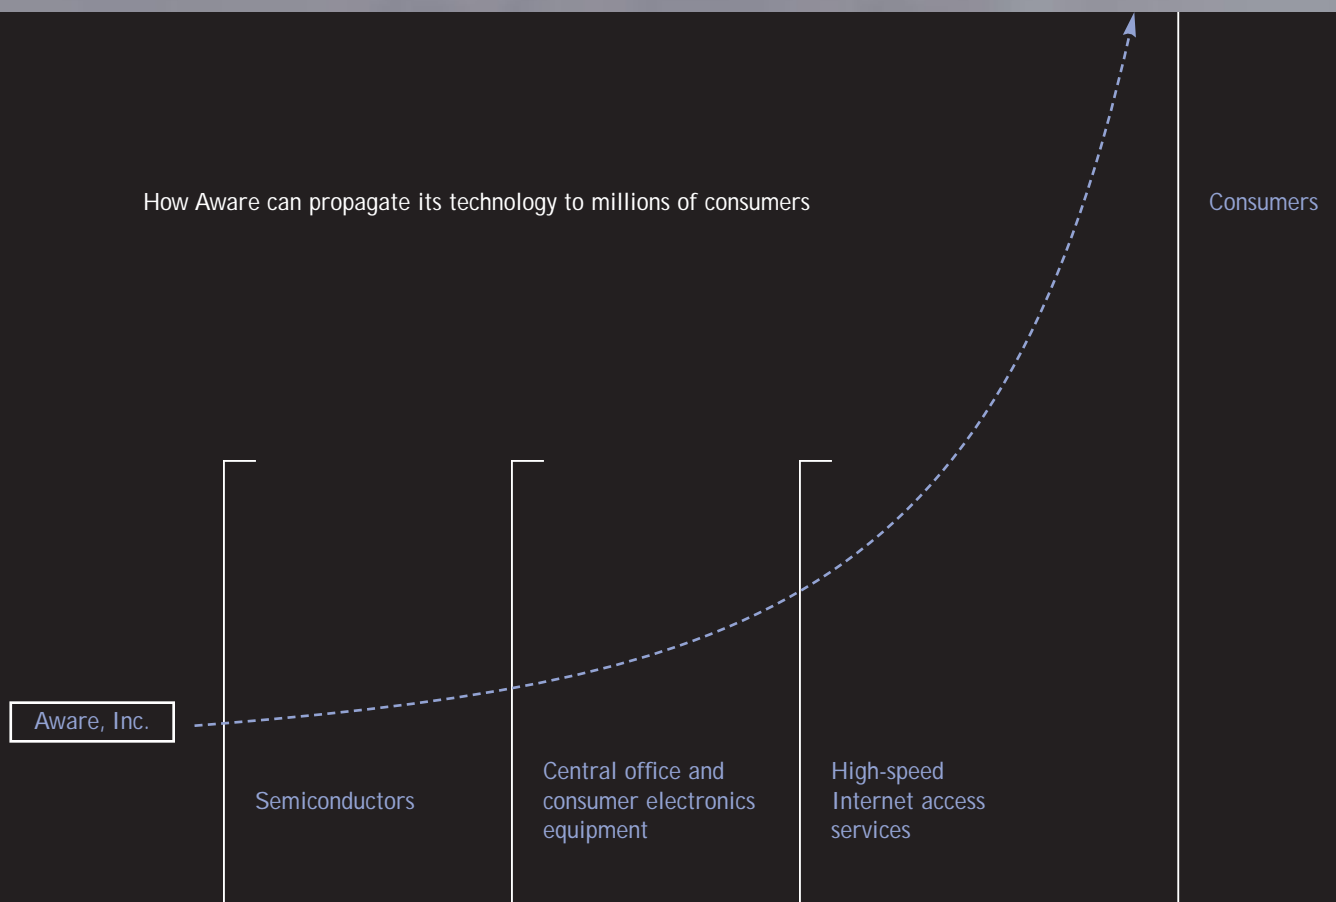 How Aware can propagate its technology to millions of consumers
Consumers
Aware, Inc.
Semiconductors
Central office and
consumer electronics
equipment
High-speed
Internet access
services